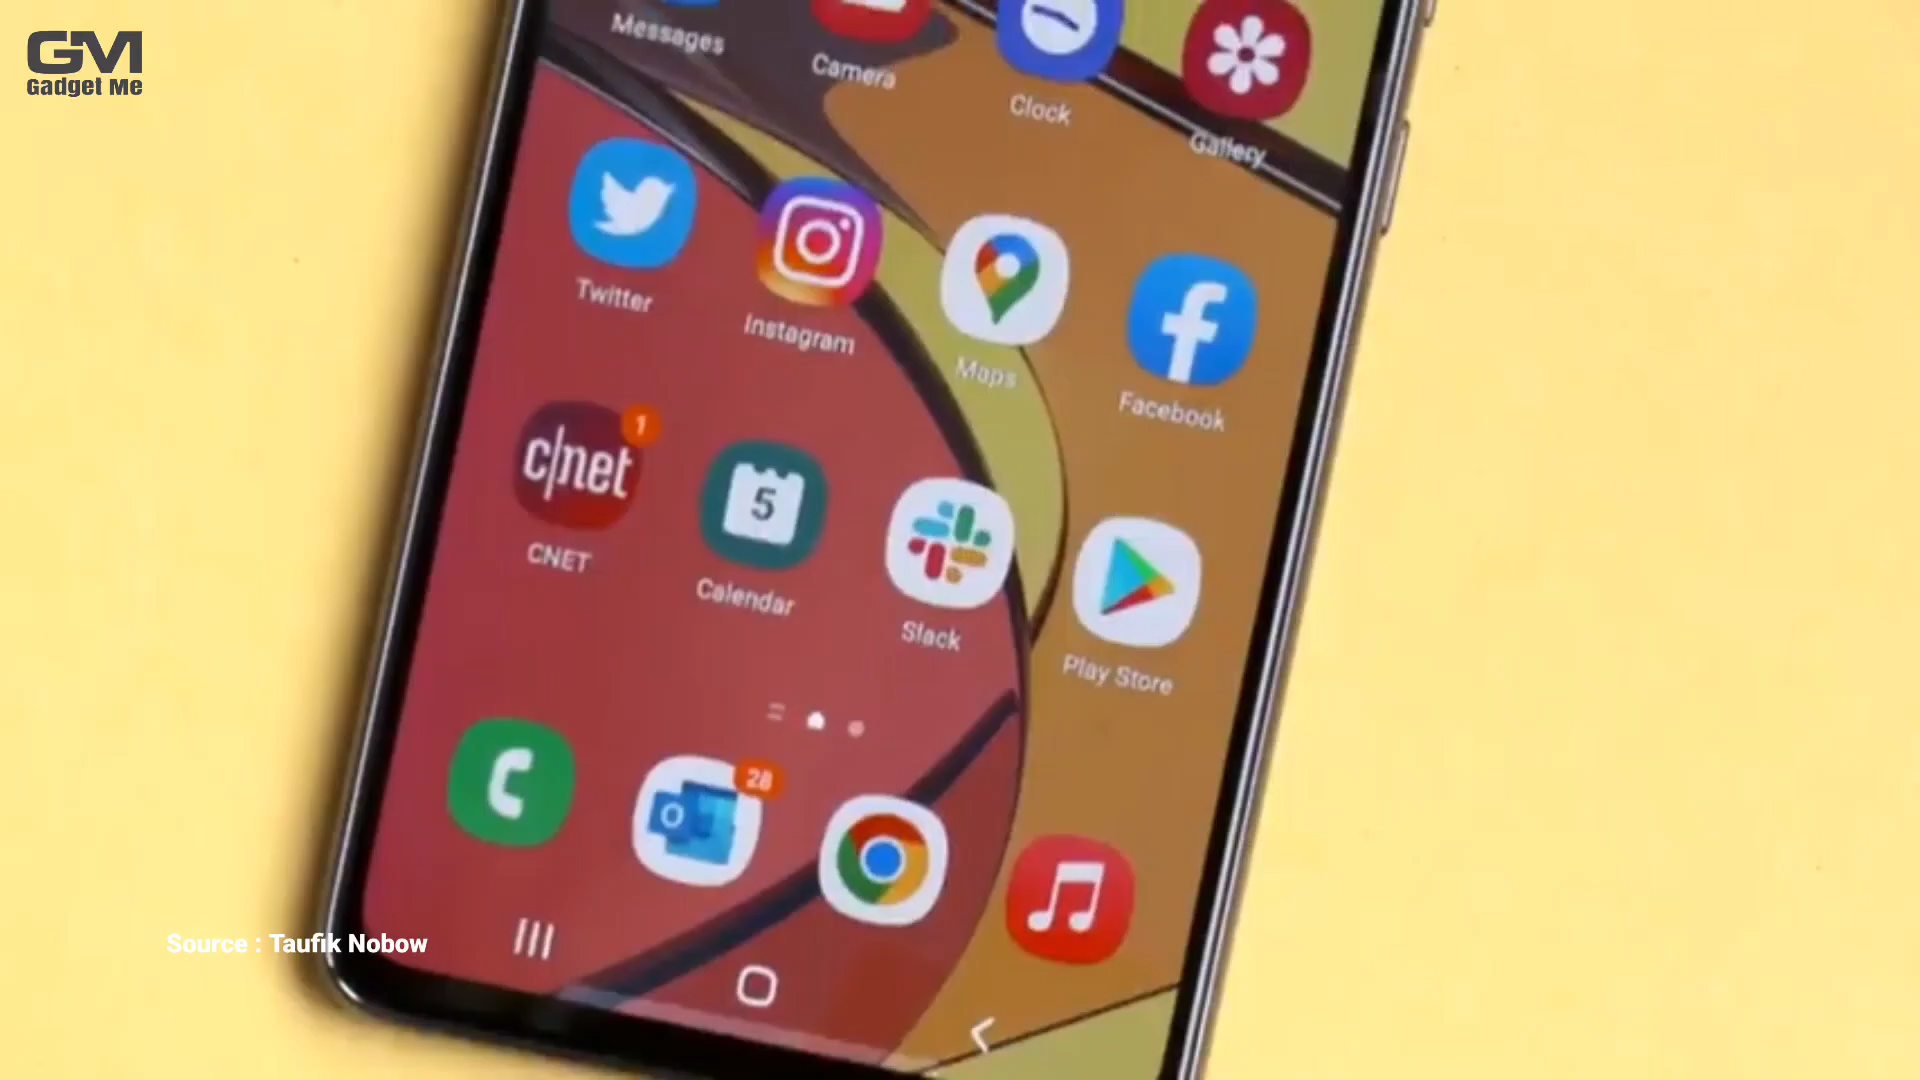 GM
Gadget Me
Messages
Camera
Clock
Gallery
Twitter
Instagram
Maps
Facebook
c|net
1
5
CNET
Calendar
Slack
Play Store
28
O
Source : Taufik Nobow